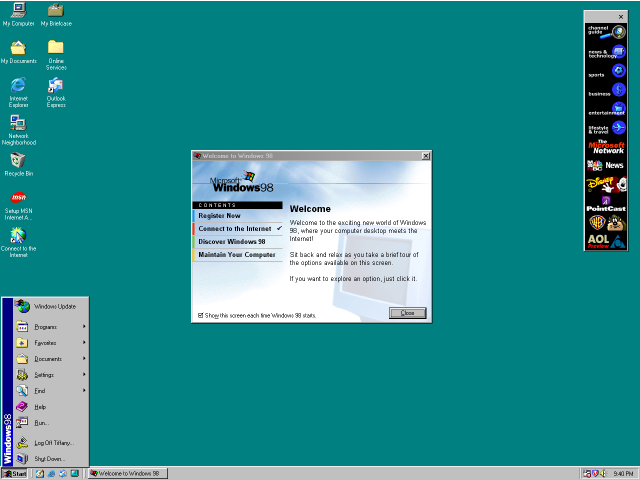 My Computer
My Briefcase
My Documents
Online
Services
Internet
Explorer
Outlook
Express
Network
Neighborhood
Recycle Bin
msn
Setup MSN
Internet A...
Connect to the
Internet
channel
guide
news &
technology
sports
business
entertainment
lifestyle
& travel
The
Microsoft
Network
MSNBC News
Disney
PointCast
WB
AOL
Preview
Welcome to Windows 98
Microsoft
Windows98
CONTENTS
Register Now
Connect to the Internet
Discover Windows 98
Maintain Your Computer
Welcome
Welcome to the exciting new world of Windows
98, where your computer desktop meets the
Internet!
Sit back and relax as you take a brief tour of
the options available on this screen.
If you want to explore an option, just click it.
Show this screen each time Windows 98 starts.
Close
Windows98
Windows Update
Programs
Favorites
Documents
Settings
Find
Help
Run...
Log Off Tiffany...
Shut Down...
Start
Welcome to Windows 98
9:40 PM